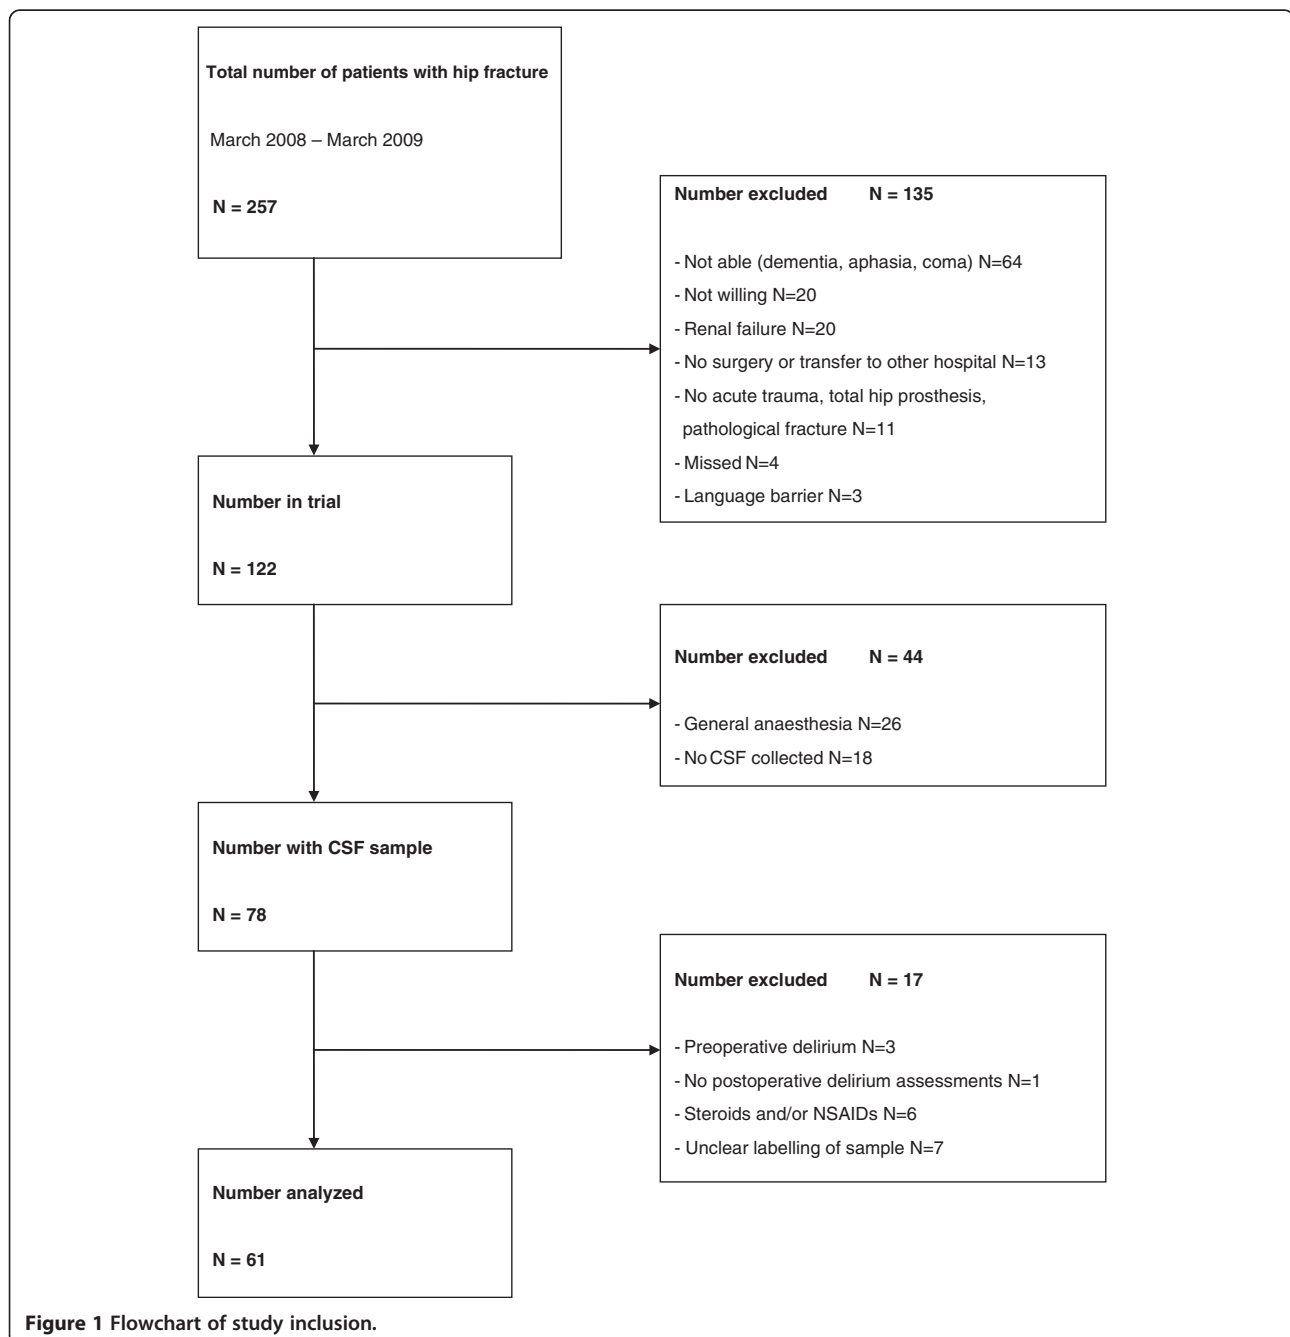 Total number of patients with hip fracture
March 2008 – March 2009
N = 257
Number excluded N = 135
- Not able (dementia, aphasia, coma) N=64
- Not willing N=20
- Renal failure N=20
- No surgery or transfer to other hospital N=13
- No acute trauma, total hip prosthesis,
pathological fracture N=11
- Missed N=4
- Language barrier N=3
Number in trial
N = 122
Number excluded N = 44
- General anaesthesia N=26
- No CSF collected N=18
Number with CSF sample
N = 78
Number excluded N = 17
- Preoperative delirium N=3
- No postoperative delirium assessments N=1
- Steroids and/or NSAIDs N=6
- Unclear labelling of sample N=7
Number analyzed
N = 61
Figure 1 Flowchart of study inclusion.